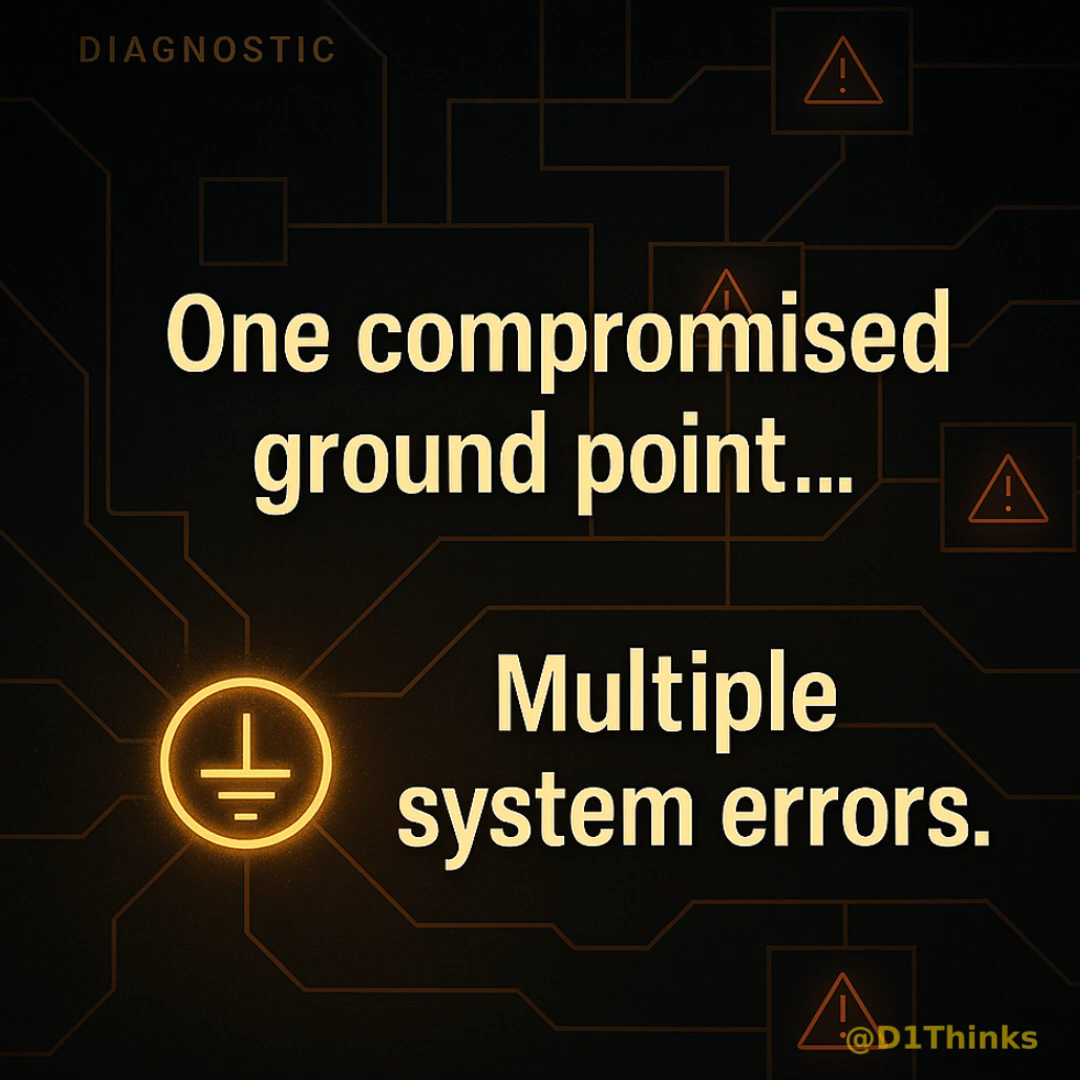 DIAGNOSTIC
One compromised
ground point...
Multiple
system errors.
@D1Thinks